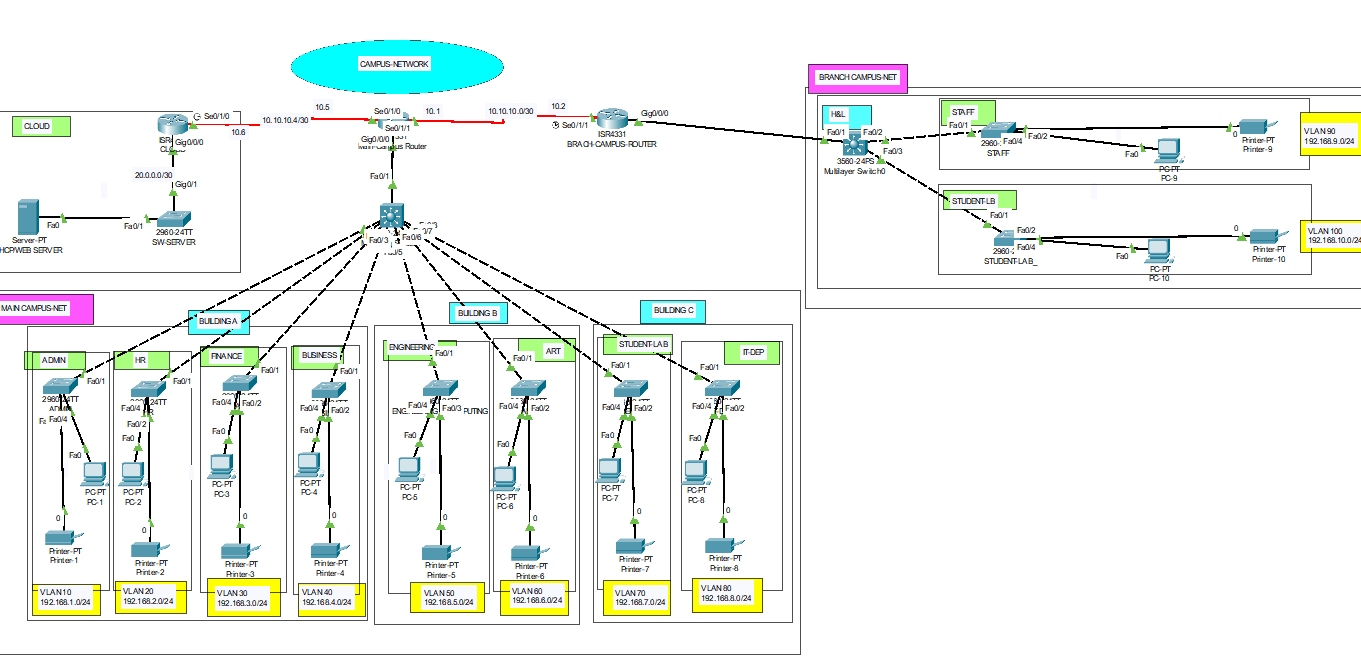 CAMPUS-NETWORK
BRANCH CAMPUS-NET
CLOUD
Se0/1/0
10.6
10.10.10.4/30
10.5
Se0/1/0
10.1
Se0/1/1
10.10.10.0/30
10.2
Se0/1/1
Gig0/0/0
ISR4331
BRACH-CAMPUS-ROUTER
Gig0/0/0
Gig0/0/0
Router
Fa0/1
20.0.0.0/30
Gig0/1
Fa0
Fa0/1
2960-24TT
SW-SERVER
Server-PT
HCP/WEB SERVER
H&L
Fa0/1
Fa0/2
Fa0/3
3560-24PS
Multilayer Switch0
STAFF
Fa0/1
2960-
Fa0/4
Fa0/2
STAFF
0
Printer-PT
Printer-9
Fa0
PC-PT
PC-9
VLAN 90
192.168.9.0/24
STUDENT-LB
Fa0/1
Fa0/2
Fa0/4
2960-
STUDENT-LAB_
0
Printer-PT
Printer-10
Fa0
PC-PT
PC-10
VLAN 100
192.168.10.0/24
Fa0/3
Fa0/6
MAIN CAMPUS-NET
BUILDING A
BUILDING B
BUILDING C
ADMIN
Fa0/1
Fa0/4
Fa0
PC-PT
PC-1
0
Printer-PT
Printer-1
VLAN 10
192.168.1.0/24
HR
Fa0/1
Fa0/4
Fa0/2
Fa0
PC-PT
PC-2
0
Printer-PT
Printer-2
VLAN 20
192.168.2.0/24
FINANCE
Fa0/1
Fa0/4
Fa0/2
Fa0
PC-PT
PC-3
0
Printer-PT
Printer-3
VLAN 30
192.168.3.0/24
BUSINESS
Fa0/1
Fa0/4
Fa0/2
Fa0
PC-PT
PC-4
0
Printer-PT
Printer-4
VLAN 40
192.168.4.0/24
ENGINEERING
Fa0/1
Fa0/4
Fa0/3
Fa0
PC-PT
PC-5
0
Printer-PT
Printer-5
VLAN 50
192.168.5.0/24
ART
Fa0/1
Fa0/4
Fa0/2
Fa0
PC-PT
PC-6
0
Printer-PT
Printer-6
VLAN 60
192.168.6.0/24
STUDENT-LAB
Fa0/1
Fa0/4
Fa0/2
Fa0
PC-PT
PC-7
0
Printer-PT
Printer-7
VLAN 70
192.168.7.0/24
IT-DEP
Fa0/1
Fa0/4
Fa0/2
Fa0
PC-PT
PC-8
0
Printer-PT
Printer-8
VLAN 80
192.168.8.0/24